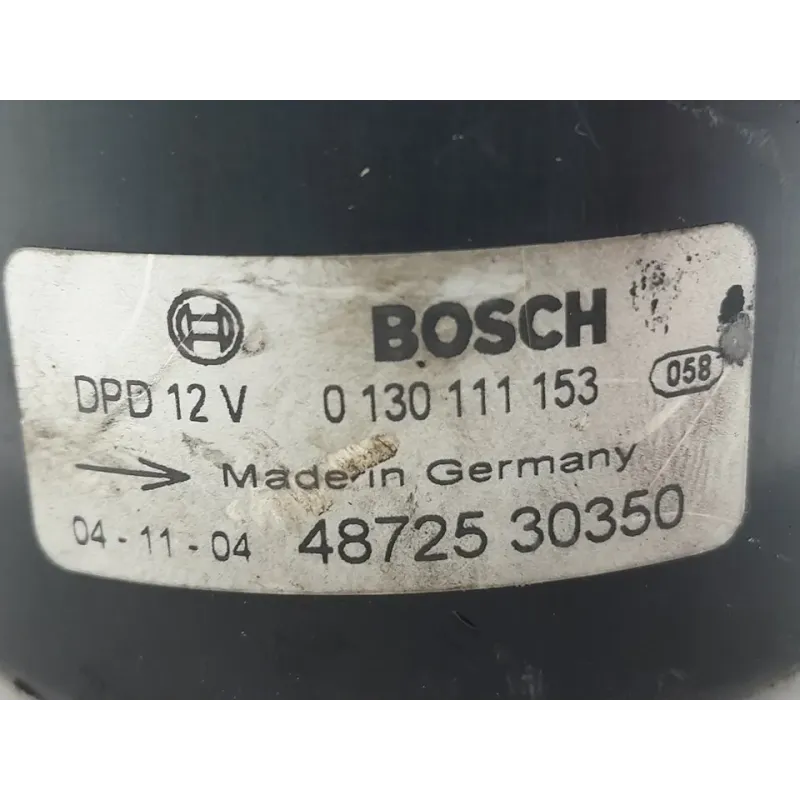 BOSCH
DPD 12 V 0 130 111 153 058
Made in Germany
04-11-04 48725 30350